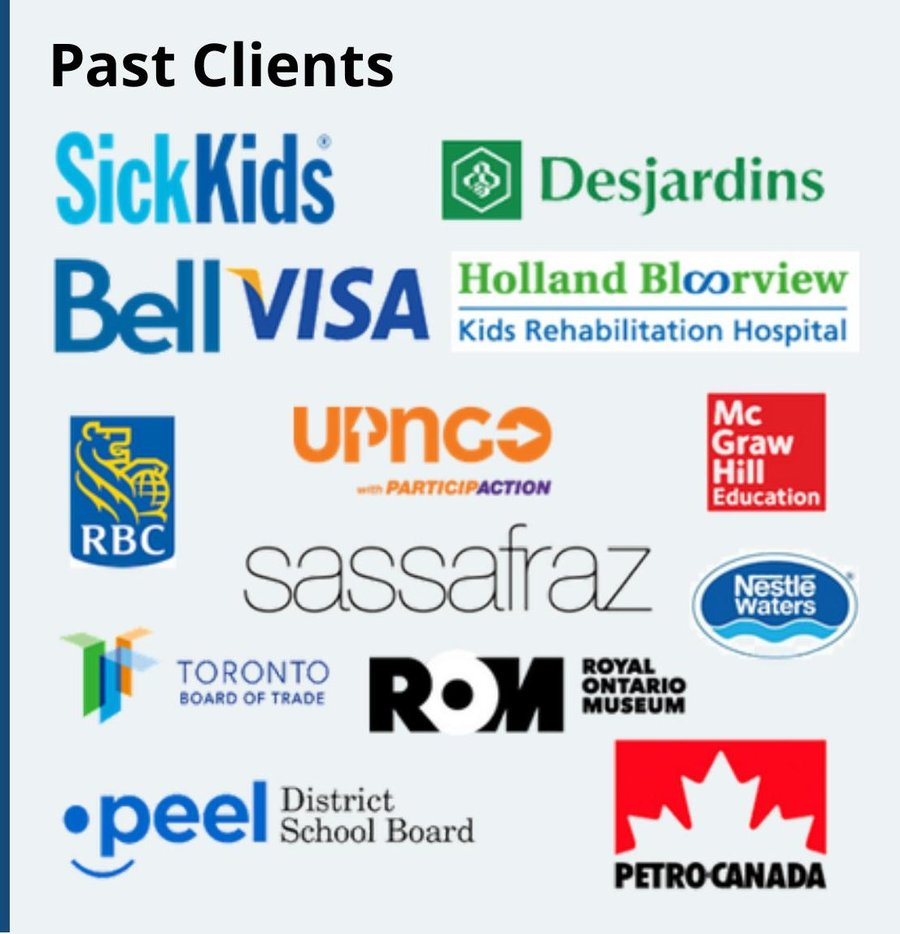 Past Clients
SickKids®
Desjardins
Bell
VISA
Holland Bloorview
Kids Rehabilitation Hospital
RBC
UPnGO
with PARTICIPACTION
Mc
Graw
Hill
Education
sassafraz
Nestlē
Waters
®
TORONTO
BOARD OF TRADE
ROM
ROYAL
ONTARIO
MUSEUM
peel
District
School Board
PETRO-CANADA